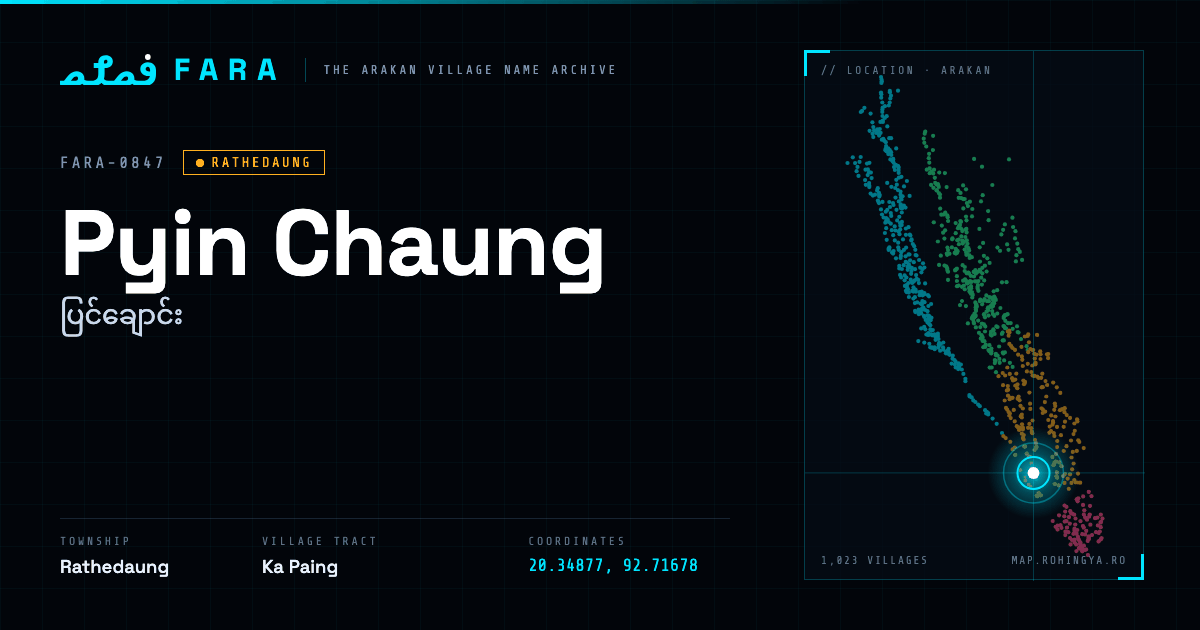 FARA
THE ARAKAN VILLAGE NAME ARCHIVE
FARA-0847
RATHEDAUNG
Pyin Chaung
ပြင်ချောင်း
TOWNSHIP
Rathedaung
VILLAGE TRACT
Ka Paing
COORDINATES
20.34877, 92.71678
// LOCATION · ARAKAN
1,023 VILLAGES
MAP.ROHINGYA.RO